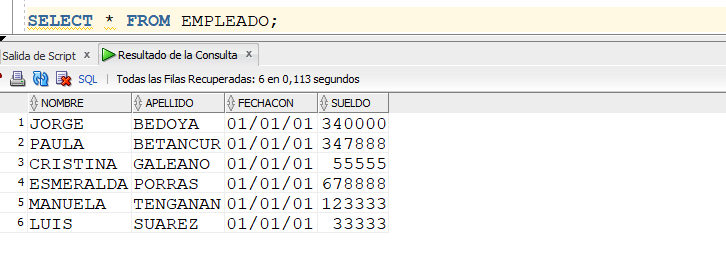 SELECT * FROM EMPLEADO;
Salida de Script x Resultado de la Consulta x
SQL Todas las Filas Recuperadas: 6 en 0,113 segundos
NOMBRE APELLIDO FECHACON SUELDO
1 JORGE BEDOYA 01/01/01 340000
2 PAULA BETANCUR 01/01/01 347888
3 CRISTINA GALEANO 01/01/01 55555
4 ESMERALDA PORRAS 01/01/01 678888
5 MANUELA TENGANAN 01/01/01 123333
6 LUIS SUAREZ 01/01/01 33333